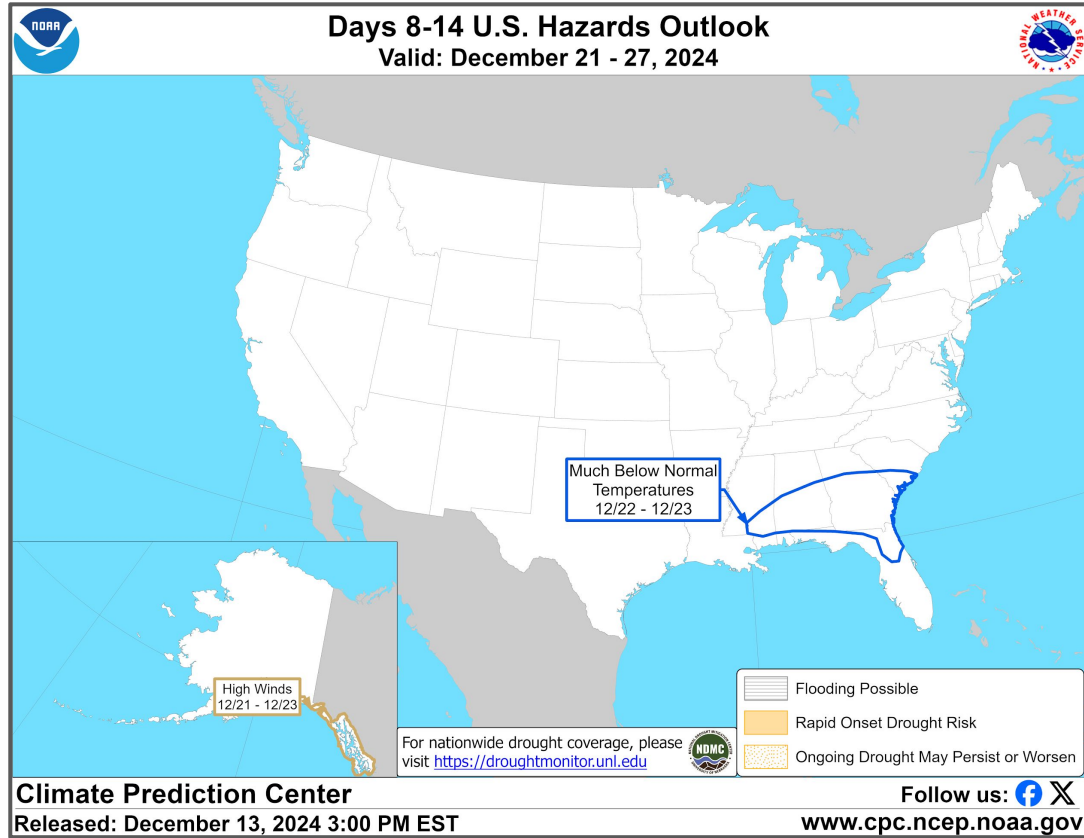 NOAA
Days 8-14 U.S. Hazards Outlook
Valid: December 21 - 27, 2024
NATIONAL WEATHER SERVICE
Much Below Normal
Temperatures
12/22 - 12/23
High Winds
12/21 - 12/23
For nationwide drought coverage, please
visit https://droughtmonitor.unl.edu
NDMC
Flooding Possible
Rapid Onset Drought Risk
Ongoing Drought May Persist or Worsen
Climate Prediction Center
Follow us:
Released: December 13, 2024 3:00 PM EST
www.cpc.ncep.noaa.gov